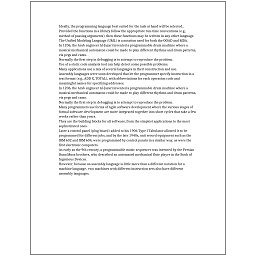 Ideally, the programming language best suited for the task at hand will be selected.
Provided the functions in a library follow the appropriate run-time conventions (e.g.,
method of passing arguments), then these functions may be written in any other language.
The Unified Modeling Language (UML) is a notation used for both the OOAD and MDA.
In 1206, the Arab engineer Al-Jazari invented a programmable drum machine where a
musical mechanical automaton could be made to play different rhythms and drum patterns,
via pegs and cams.
Normally the first step in debugging is to attempt to reproduce the problem.
Use of a static code analysis tool can help detect some possible problems.
Many applications use a mix of several languages in their construction and use.
Assembly languages were soon developed that let the programmer specify instruction in a
text format (e.g., ADD X, TOTAL), with abbreviations for each operation code and
meaningful names for specifying addresses.
In 1206, the Arab engineer Al-Jazari invented a programmable drum machine where a
musical mechanical automaton could be made to play different rhythms and drum patterns,
via pegs and cams.
Normally the first step in debugging is to attempt to reproduce the problem.
Many programmers use forms of Agile software development where the various stages of
formal software development are more integrated together into short cycles that take a few
weeks rather than years.
They are the building blocks for all software, from the simplest applications to the most
sophisticated ones.
Later a control panel (plug board) added to his 1906 Type I Tabulator allowed it to be
programmed for different jobs, and by the late 1940s, unit record equipment such as the
IBM 602 and IBM 604, were programmed by control panels in a similar way, as were the
first electronic computers.
As early as the 9th century, a programmable music sequencer was invented by the Persian
Banu Musa brothers, who described an automated mechanical flute player in the Book of
Ingenious Devices.
However, because an assembly language is little more than a different notation for a
machine language, two machines with different instruction sets also have different
assembly languages.